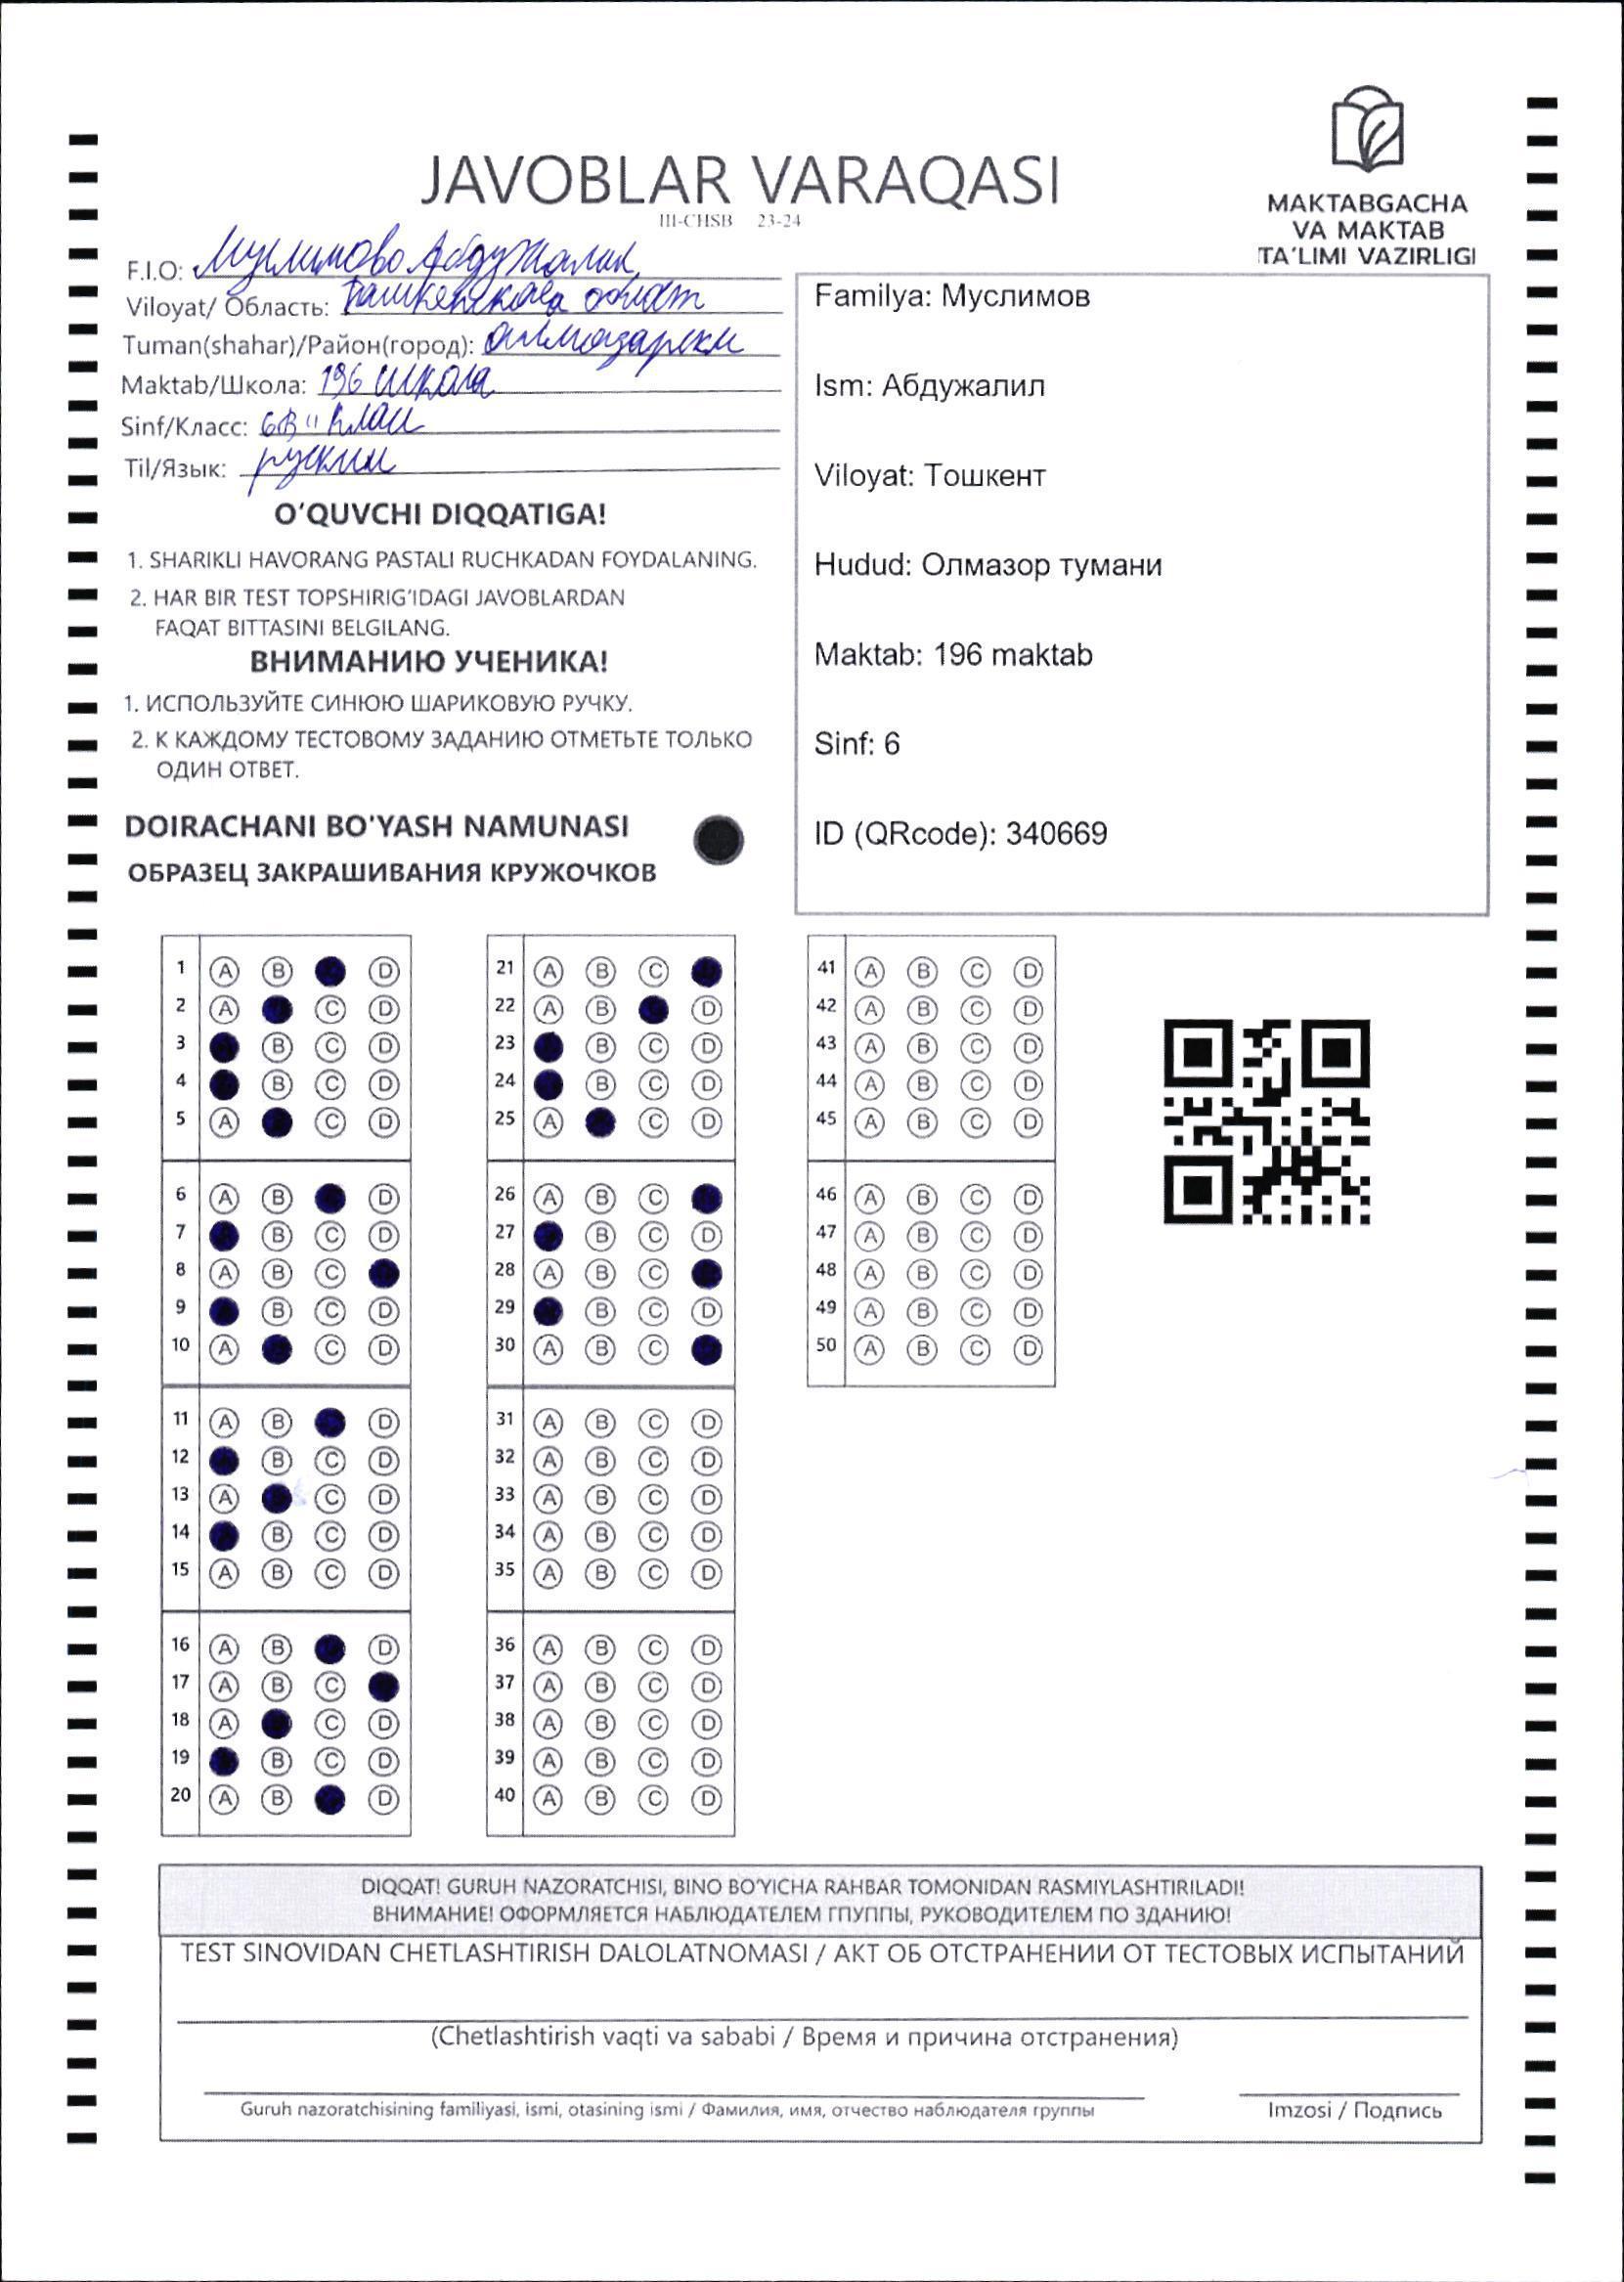 JAVOBLAR VARAQASI
III-CHSB 23-24
MAKTABGACHA
VA MAKTAB
TA'LIMI VAZIRLIGI
F.I.O: Муслимово Абдужалил
Viloyat/ Область: Ташкентскоая област
Tuman(shahar)/Район(город): алмазарски
Maktab/Школа: 196 школа
Sinf/Класс: 6В" клас
Til/Язык: руским
Familya: Муслимов
Ism: Абдужалил
Viloyat: Тошкент
Hudud: Олмазор тумани
Maktab: 196 maktab
Sinf: 6
ID (QRcode): 340669
O'QUVCHI DIQQATIGA!
1. SHARIKLI HAVORANG PASTALI RUCHKADAN FOYDALANING.
2. HAR BIR TEST TOPSHIRIG'IDAGI JAVOBLARDAN
FAQAT BITTASINI BELGILANG.
ВНИМАНИЮ УЧЕНИКА!
1. ИСПОЛЬЗУЙТЕ СИНЮЮ ШАРИКОВУЮ РУЧКУ.
2. К КАЖДОМУ ТЕСТОВОМУ ЗАДАНИЮ ОТМЕТЬТЕ ТОЛЬКО
ОДИН ОТВЕТ.
DOIRACHANI BO'YASH NAMUNASI
ОБРАЗЕЦ ЗАКРАШИВАНИЯ КРУЖОЧКОВ
1 A B D
2 A C D
3 B C D
4 B C D
5 A C D
6 A B D
7 B C D
8 A B C
9 B C D
10 A C D
11 A B D
12 B C D
13 A C D
14 B C D
15 A B C D
16 A B D
17 A B C
18 A C D
19 B C D
20 A B D
21 A B C
22 A B D
23 B C D
24 B C D
25 A C D
26 A B C
27 B C D
28 A B C
29 B C D
30 A B C
31 A B C D
32 A B C D
33 A B C D
34 A B C D
35 A B C D
36 A B C D
37 A B C D
38 A B C D
39 A B C D
40 A B C D
41 A B C D
42 A B C D
43 A B C D
44 A B C D
45 A B C D
46 A B C D
47 A B C D
48 A B C D
49 A B C D
50 A B C D
DIQQAT! GURUH NAZORATCHISI, BINO BO'YICHA RAHBAR TOMONIDAN RASMIYLASHTIRILADI!
ВНИМАНИЕ! ОФОРМЛЯЕТСЯ НАБЛЮДАТЕЛЕМ ГПУППЫ, РУКОВОДИТЕЛЕМ ПО ЗДАНИЮ!
TEST SINOVIDAN CHETLASHTIRISH DALOLATNOMASI / АКТ ОБ ОТСТРАНЕНИИ ОТ ТЕСТОВЫХ ИСПЫТАНИЙ
(Chetlashtirish vaqti va sababi / Время и причина отстранения)
Guruh nazoratchisining familiyasi, ismi, otasining ismi / Фамилия, имя, отчество наблюдателя группы
Imzosi / Подпись